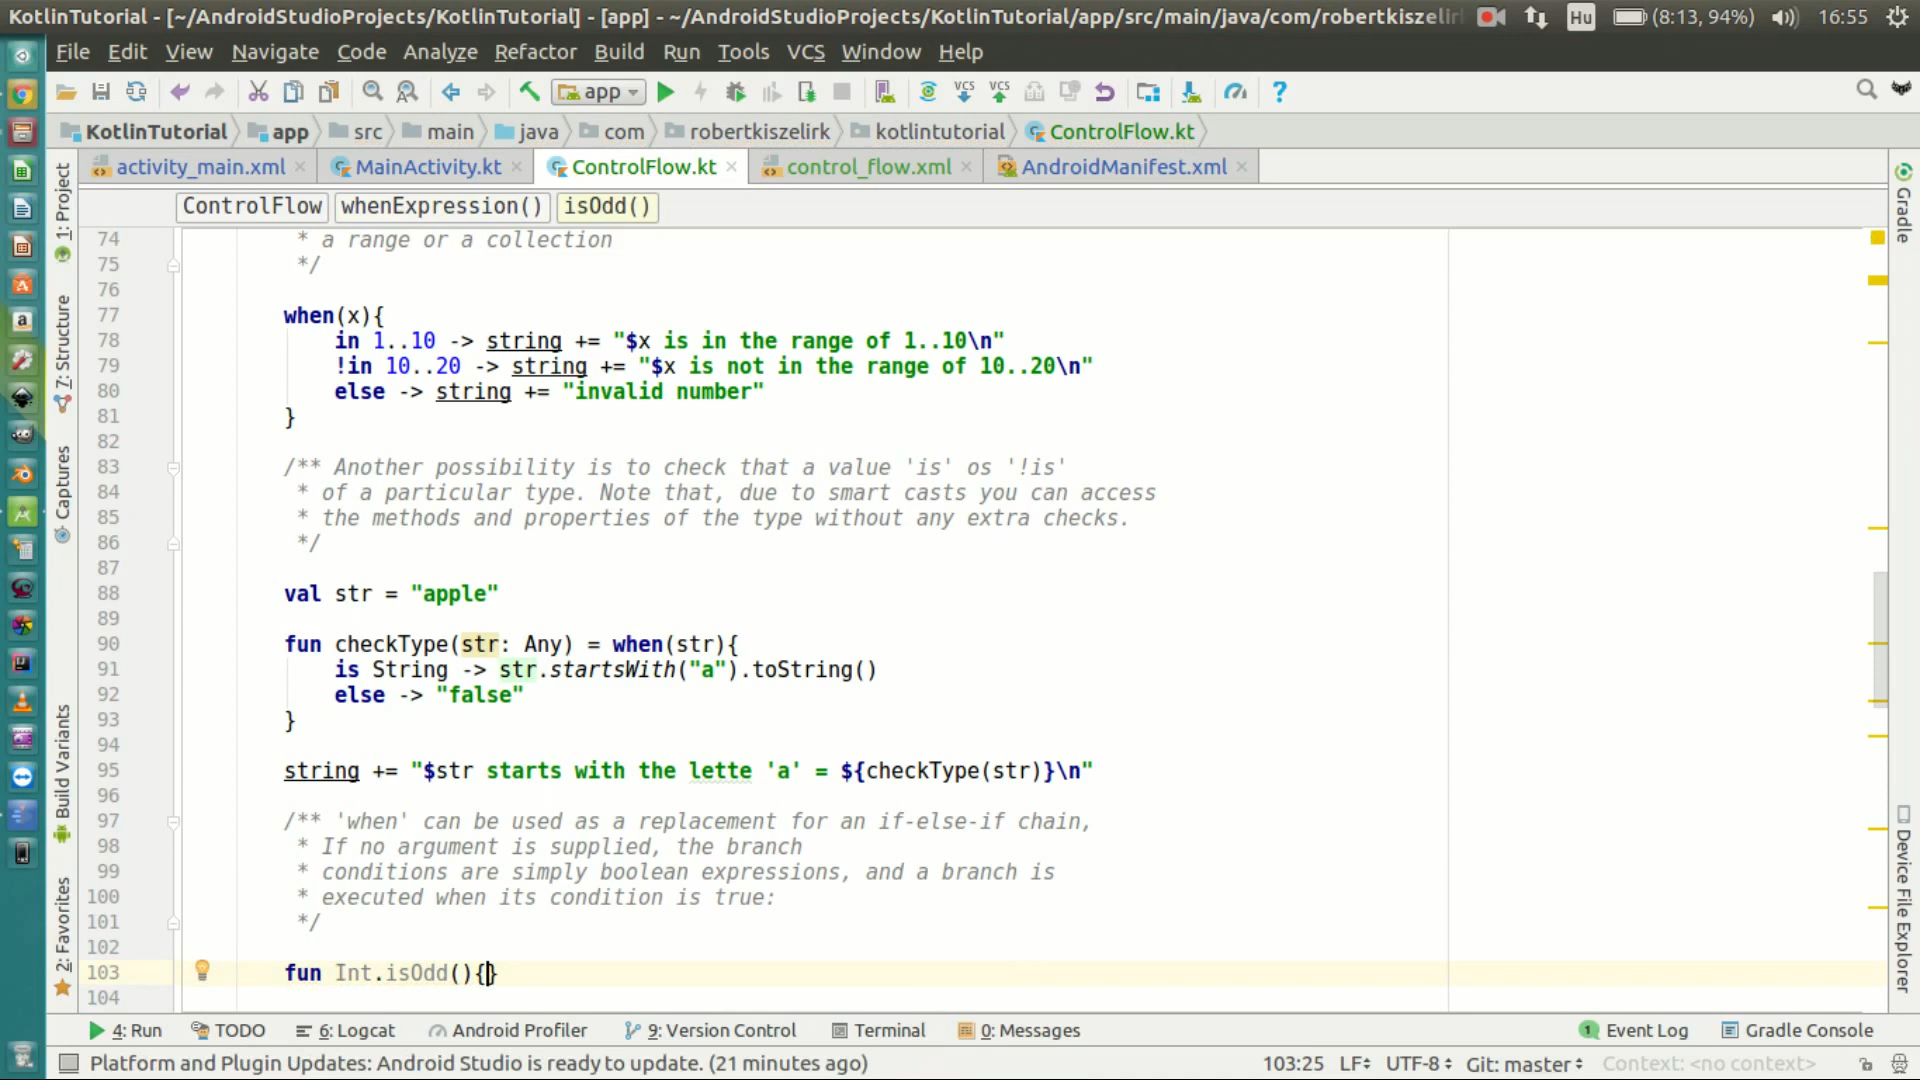 KotlinTutorial - [~/AndroidStudioProjects/KotlinTutorial] - [app] - ~/AndroidStudioProjects/KotlinTutorial/app/src/main/java/com/robertkiszelirk Hu (8:13, 94%) 16:55
File Edit View Navigate Code Analyze Refactor Build Run Tools VCS Window Help
app VCS VCS ?
KotlinTutorial app src main java com robertkiszelirk kotlintutorial ControlFlow.kt
activity_main.xml MainActivity.kt ControlFlow.kt control_flow.xml AndroidManifest.xml
ControlFlow whenExpression() isOdd()
74 * a range or a collection
75 */
76
77 when(x){
78 in 1..10 -> string += "$x is in the range of 1..10\n"
79 !in 10..20 -> string += "$x is not in the range of 10..20\n"
80 else -> string += "invalid number"
81 }
82
83 /** Another possibility is to check that a value 'is' os '!is'
84 * of a particular type. Note that, due to smart casts you can access
85 * the methods and properties of the type without any extra checks.
86 */
87
88 val str = "apple"
89
90 fun checkType(str: Any) = when(str){
91 is String -> str.startsWith("a").toString()
92 else -> "false"
93 }
94
95 string += "$str starts with the lette 'a' = ${checkType(str)}\n"
96
97 /** 'when' can be used as a replacement for an if-else-if chain,
98 * If no argument is supplied, the branch
99 * conditions are simply boolean expressions, and a branch is
100 * executed when its condition is true:
101 */
102
103 fun Int.isOdd(){}
104
1: Project
7: Structure
Captures
Build Variants
2: Favorites
Gradle
Device File Explorer
4: Run TODO 6: Logcat Android Profiler 9: Version Control Terminal 0: Messages 1 Event Log Gradle Console
Platform and Plugin Updates: Android Studio is ready to update. (21 minutes ago) 103:25 LF UTF-8 Git: master Context: <no context>